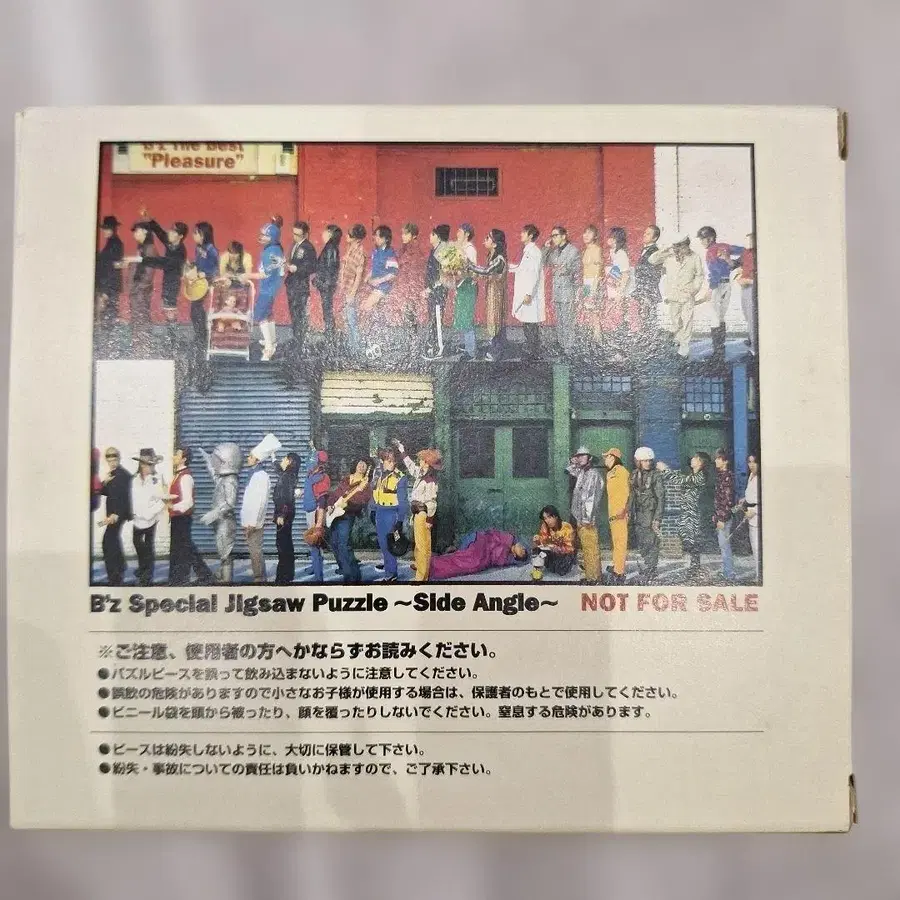 B'z The Best
"Pleasure"
B'z Special Jigsaw Puzzle ~Side Angle~ NOT FOR SALE
※ご注意、使用者の方へかならずお読みください。
●パズルピースを誤って飲み込まないように注意してください。
●誤飲の危険がありますので小さなお子様が使用する場合は、保護者のもとで使用してください。
●ビニール袋を頭から被ったり、顔を覆ったりしないでください。窒息する危険があります。
●ピースは紛失しないように、大切に保管して下さい。
●紛失・事故についての責任は負いかねますので、ご了承下さい。